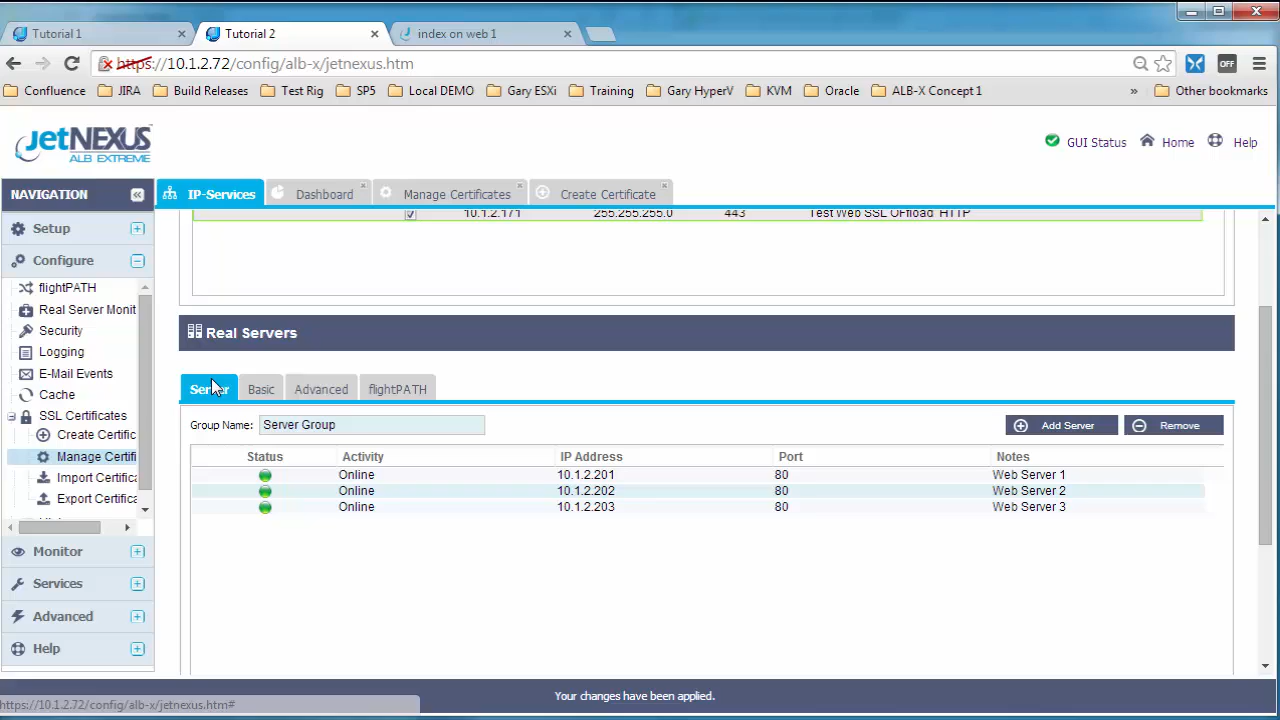 Tutorial 1
Tutorial 2
index on web 1
https://10.1.2.72/config/alb-x/jetnexus.htm
OFF
Confluence JIRA Build Releases Test Rig SP5 Local DEMO Gary ESXi Training Gary HyperV KVM Oracle ALB-X Concept 1 » Other bookmarks
jetNEXUS
ALB EXTREME
GUI Status Home Help
NAVIGATION
IP-Services Dashboard Manage Certificates Create Certificate
Setup
Configure
flightPATH
Real Server Monit
Security
Logging
E-Mail Events
Cache
SSL Certificates
Create Certific
Manage Certifi
Import Certifica
Export Certifica
Monitor
Services
Advanced
Help
10.1.2.171 255.255.255.0 443 Test Web SSL Offload HTTP
Real Servers
Server Basic Advanced flightPATH
Group Name: Server Group Add Server Remove
Status Activity IP Address Port Notes
Online 10.1.2.201 80 Web Server 1
Online 10.1.2.202 80 Web Server 2
Online 10.1.2.203 80 Web Server 3
Your changes have been applied.
https://10.1.2.72/config/alb-x/jetnexus.htm#